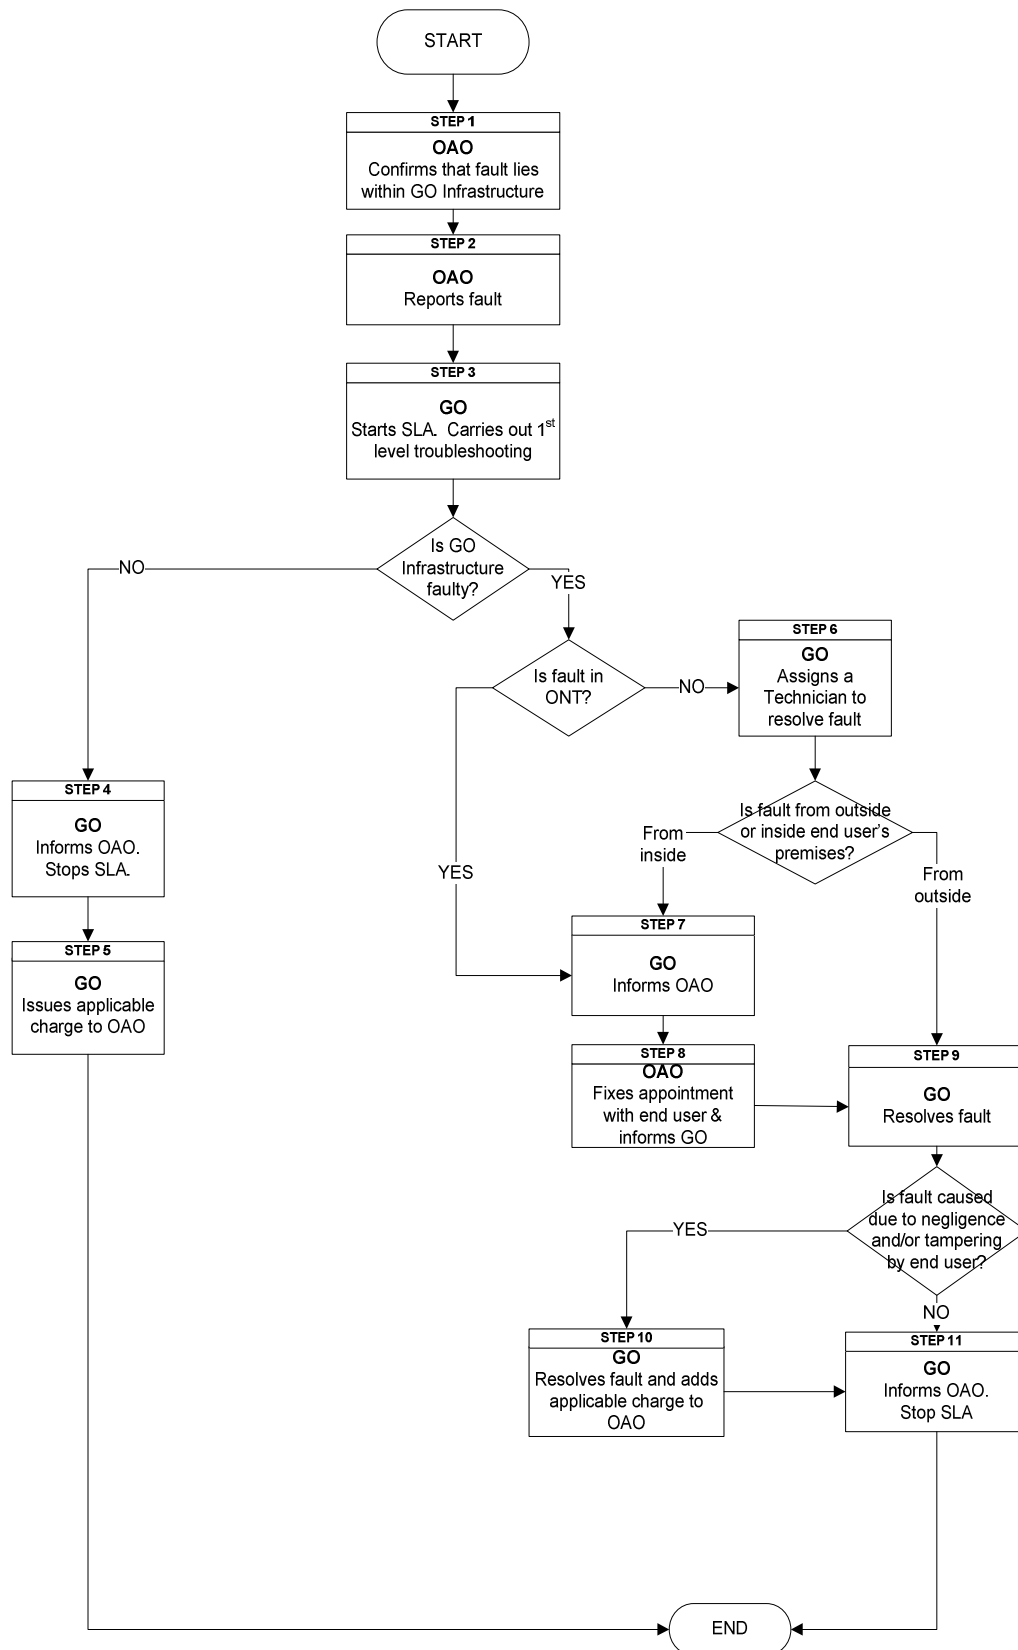 START
STEP 1
OAO
Confirms that fault lies
within GO Infrastructure
STEP 2
OAO
Reports fault
STEP 3
GO
Starts SLA. Carries out 1st
level troubleshooting
Is GO
Infrastructure
faulty?
NO
YES
Is fault in
ONT?
NO
YES
STEP 6
GO
Assigns a
Technician to
resolve fault
Is fault from outside
or inside end user's
premises?
From
inside
From
outside
STEP 4
GO
Informs OAO.
Stops SLA.
STEP 5
GO
Issues applicable
charge to OAO
STEP 7
GO
Informs OAO
STEP 8
OAO
Fixes appointment
with end user &
informs GO
STEP 9
GO
Resolves fault
Is fault caused
due to negligence
and/or tampering
by end user?
YES
NO
STEP 10
GO
Resolves fault and adds
applicable charge to
OAO
STEP 11
GO
Informs OAO.
Stop SLA
END